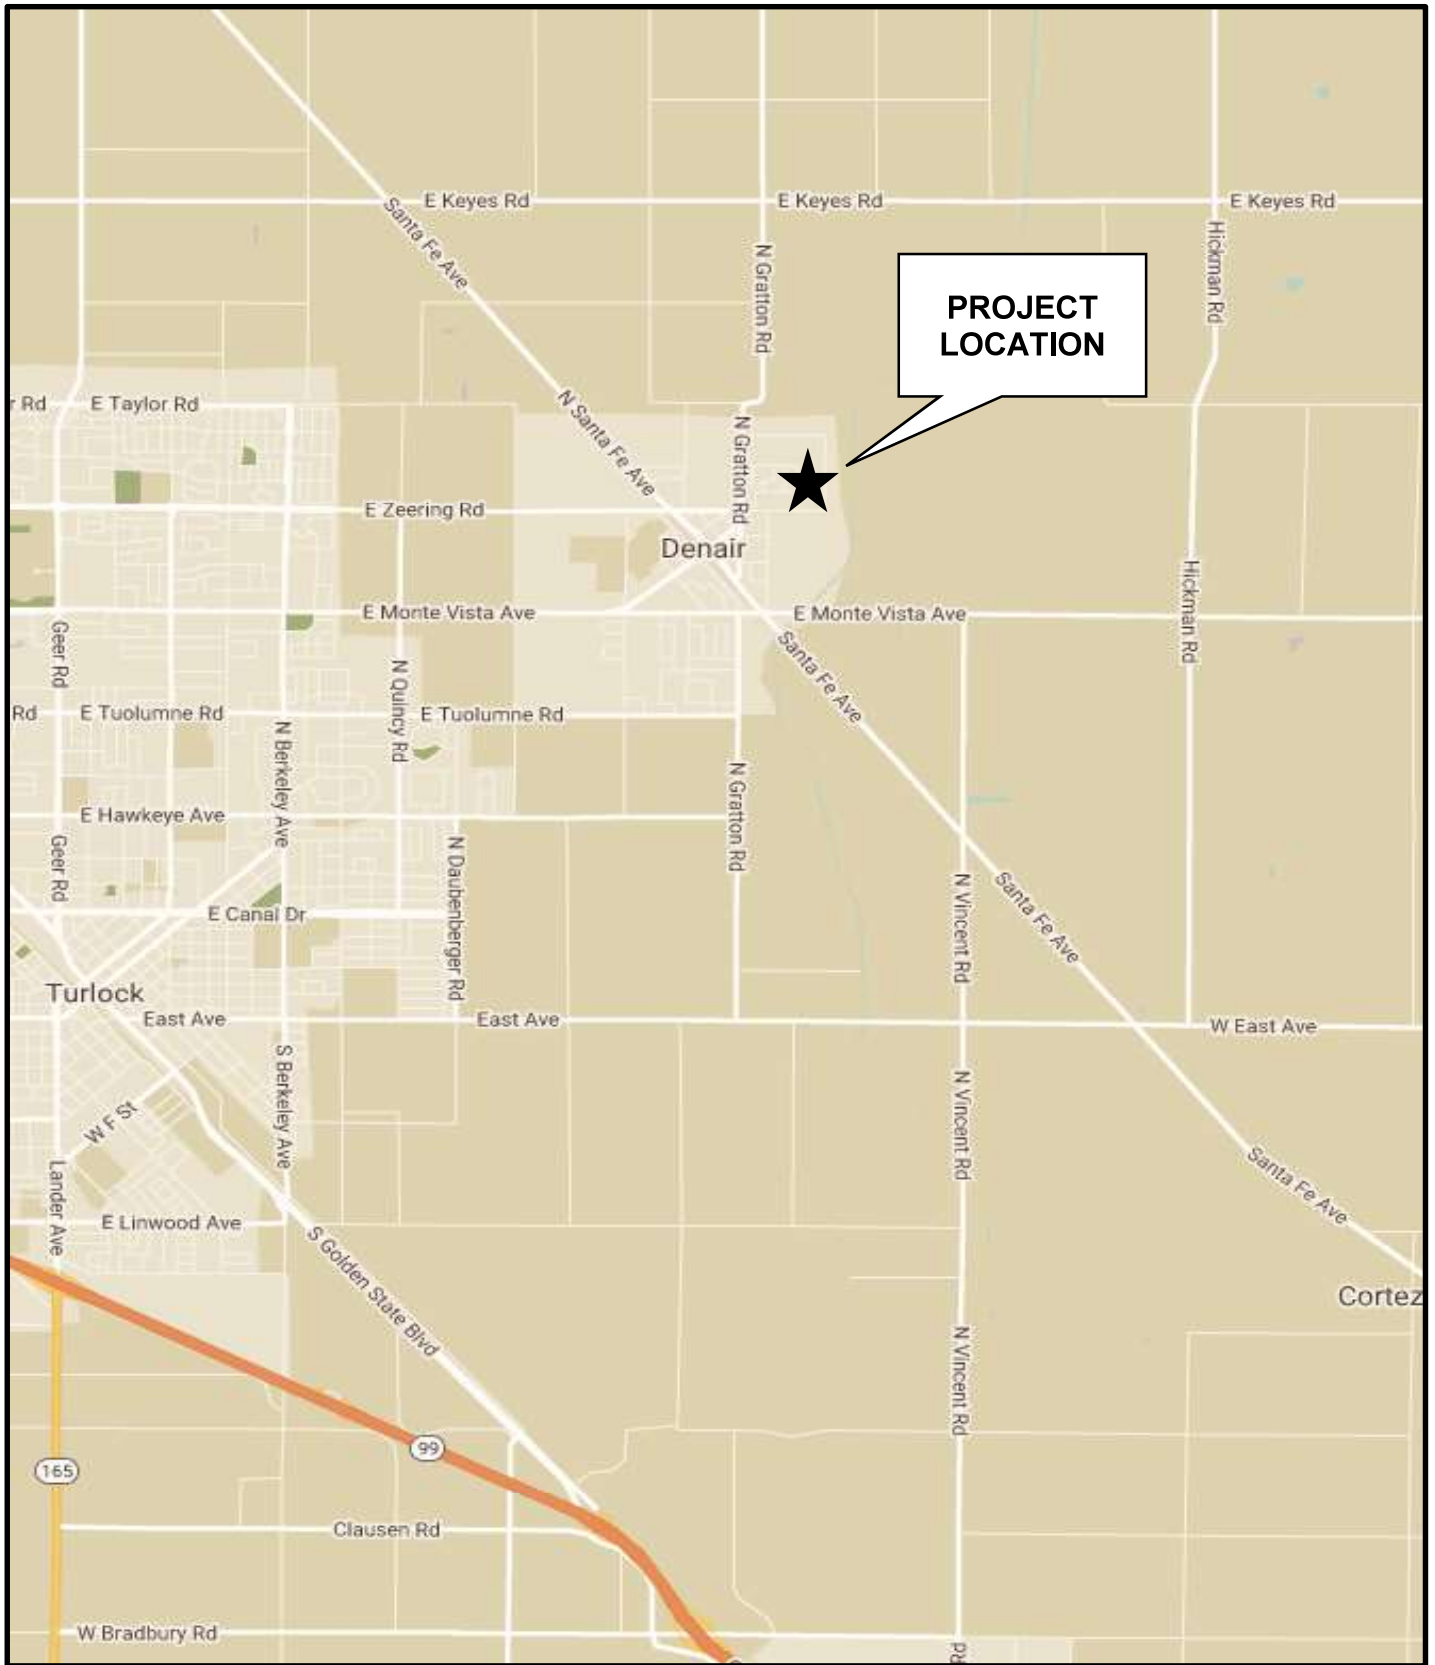 E Keyes Rd
E Keyes Rd
E Keyes Rd
Santa Fe Ave
N Gratton Rd
Hickman Rd
PROJECT
LOCATION
r Rd
E Taylor Rd
N Santa Fe Ave
N Gratton Rd
E Zeering Rd
Denair
E Monte Vista Ave
E Monte Vista Ave
Hickman Rd
Geer Rd
N Quincy Rd
Santa Fe Ave
Rd
E Tuolumne Rd
E Tuolumne Rd
N Berkeley Ave
N Gratton Rd
E Hawkeye Ave
Geer Rd
N Daubenberger Rd
N Vincent Rd
Santa Fe Ave
E Canal Dr
Turlock
East Ave
East Ave
W East Ave
S Berkeley Ave
N Vincent Rd
W F St
Lander Ave
Santa Fe Ave
E Linwood Ave
S Golden State Blvd
Cortez
N Vincent Rd
99
165
Clausen Rd
W Bradbury Rd
Rd